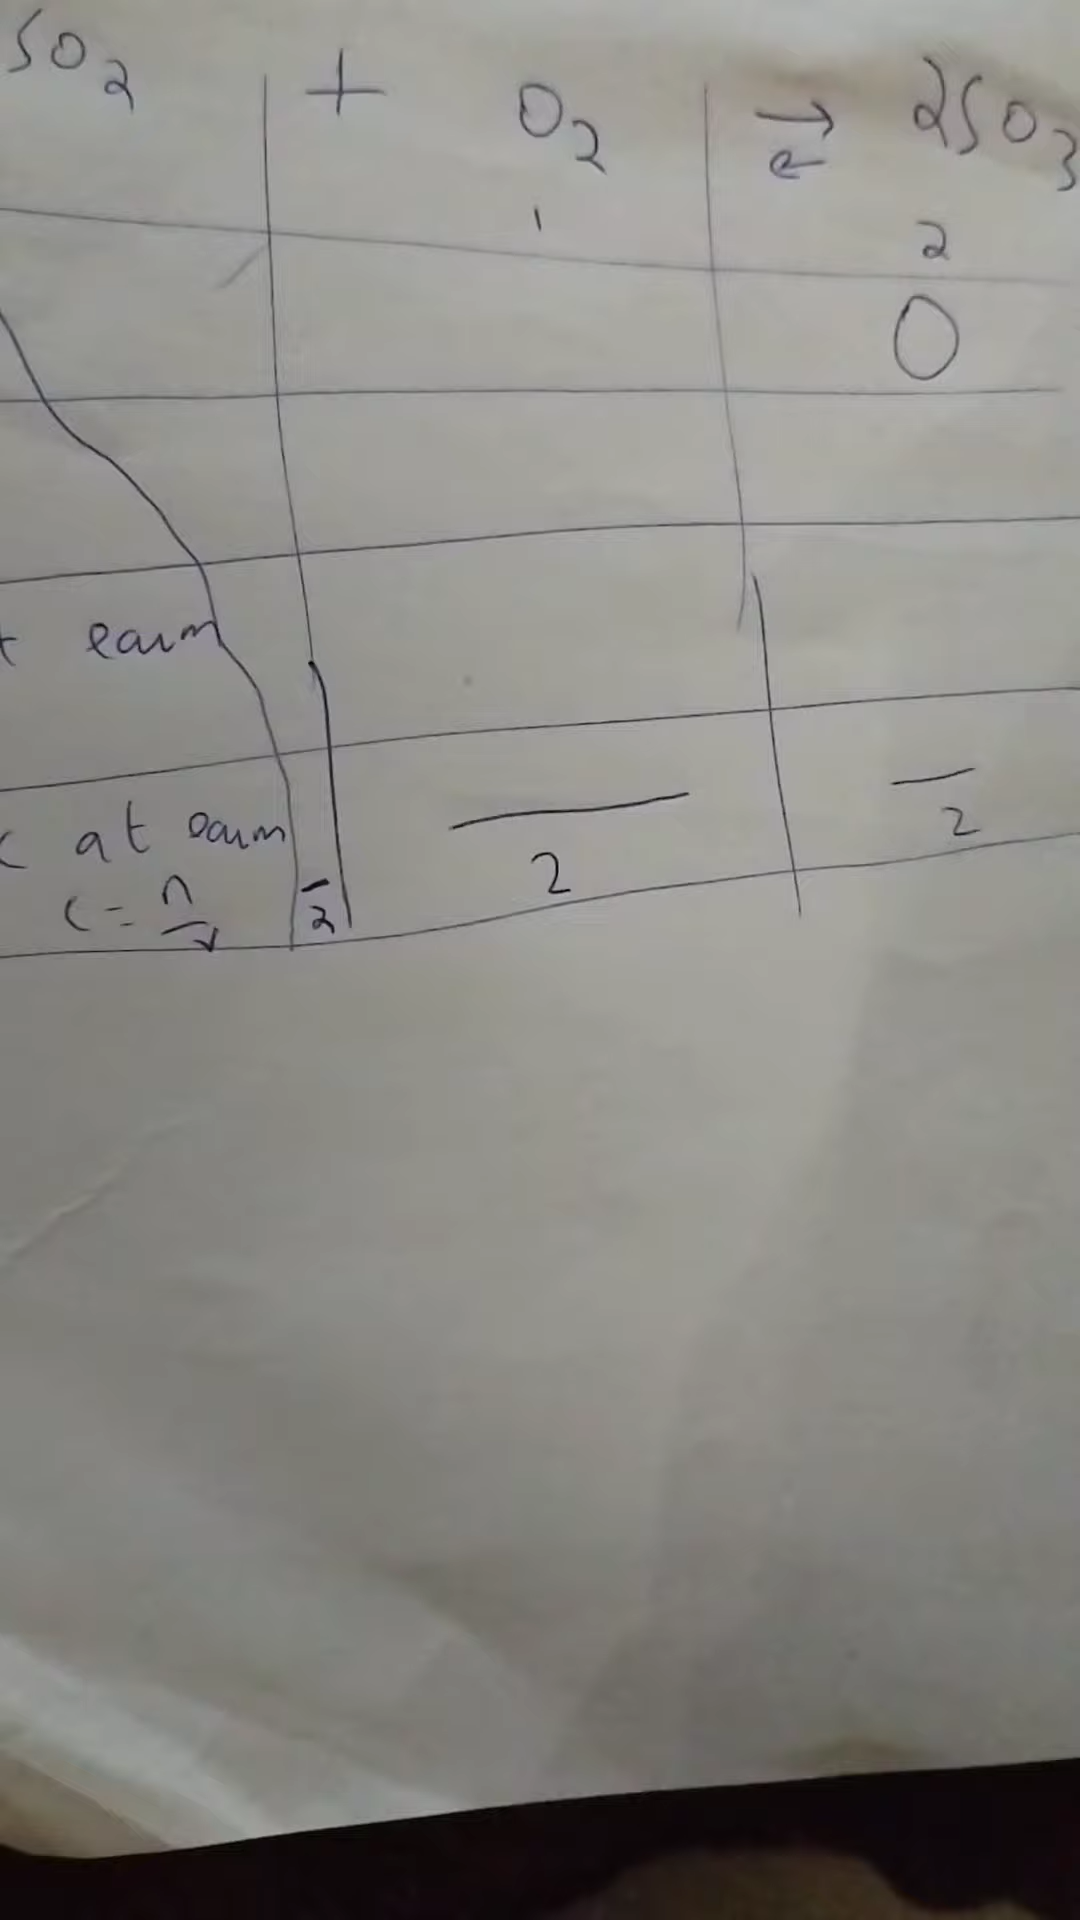 SO2 + O2 ⇌ 2SO3
1 2
0
eqm
c at eqm
c = n/v
2 2 2